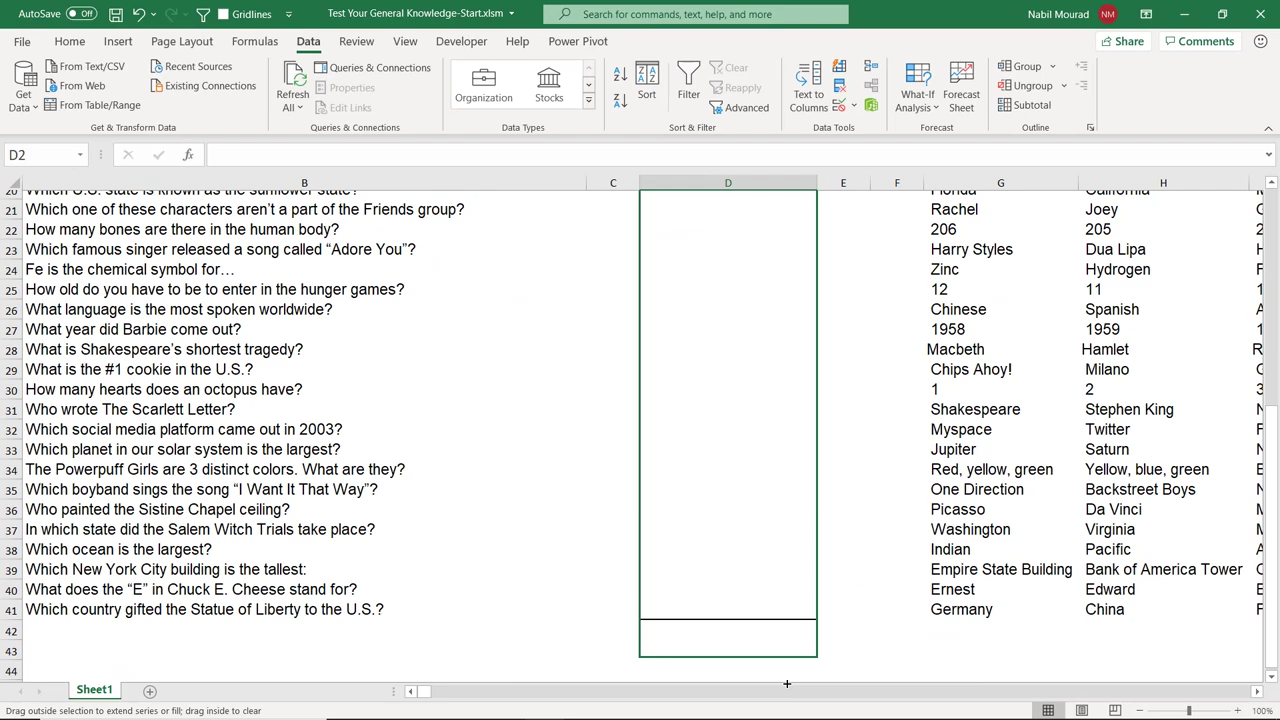 AutoSave Off Gridlines Test Your General Knowledge-Start.xlsm Search for commands, text, help, and more Nabil Mourad NM
File Home Insert Page Layout Formulas Data Review View Developer Help Power Pivot Share Comments
Get Data
From Text/CSV
From Web
From Table/Range
Recent Sources
Existing Connections
Get & Transform Data
Refresh All
Queries & Connections
Properties
Edit Links
Queries & Connections
Organization
Stocks
Data Types
Sort
Filter
Clear
Reapply
Advanced
Sort & Filter
Text to Columns
Data Tools
What-If Analysis
Forecast Sheet
Forecast
Group
Ungroup
Subtotal
Outline
D2 fx
B C D E F G H
20 Which U.S. state is known as the sunflower state? Florida California
21 Which one of these characters aren’t a part of the Friends group? Rachel Joey
22 How many bones are there in the human body? 206 205 2
23 Which famous singer released a song called “Adore You”? Harry Styles Dua Lipa
24 Fe is the chemical symbol for… Zinc Hydrogen
25 How old do you have to be to enter in the hunger games? 12 11 1
26 What language is the most spoken worldwide? Chinese Spanish
27 What year did Barbie come out? 1958 1959 1
28 What is Shakespeare’s shortest tragedy? Macbeth Hamlet R
29 What is the #1 cookie in the U.S.? Chips Ahoy! Milano
30 How many hearts does an octopus have? 1 2 3
31 Who wrote The Scarlett Letter? Shakespeare Stephen King
32 Which social media platform came out in 2003? Myspace Twitter
33 Which planet in our solar system is the largest? Jupiter Saturn
34 The Powerpuff Girls are 3 distinct colors. What are they? Red, yellow, green Yellow, blue, green
35 Which boyband sings the song “I Want It That Way”? One Direction Backstreet Boys
36 Who painted the Sistine Chapel ceiling? Picasso Da Vinci
37 In which state did the Salem Witch Trials take place? Washington Virginia
38 Which ocean is the largest? Indian Pacific
39 Which New York City building is the tallest: Empire State Building Bank of America Tower
40 What does the “E” in Chuck E. Cheese stand for? Ernest Edward
41 Which country gifted the Statue of Liberty to the U.S.? Germany China
42
43
44
Sheet1
Drag outside selection to extend series or fill; drag inside to clear 100%